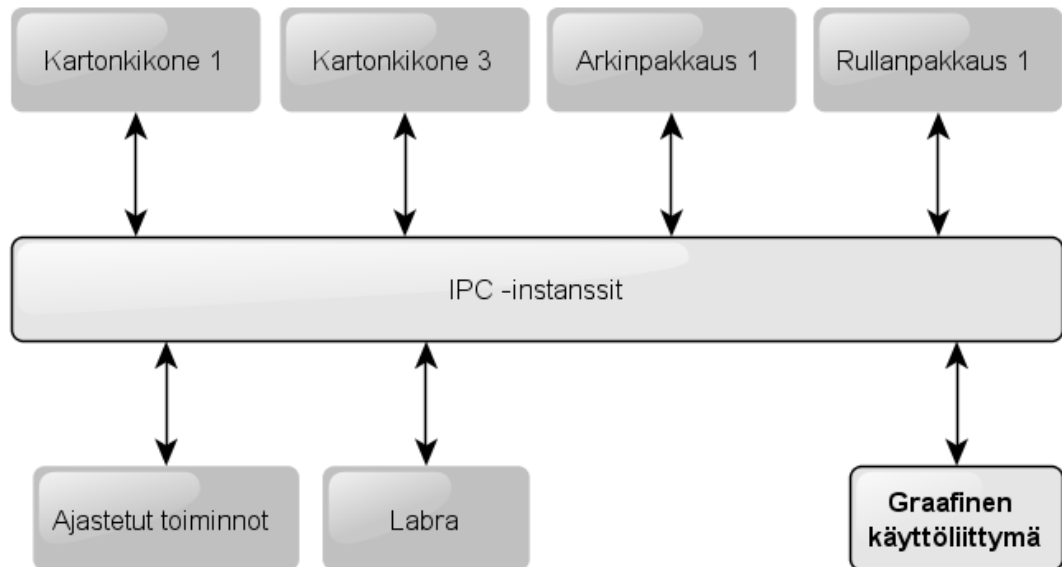 Kartonkikone 1
Kartonkikone 3
Arkinpakkaus 1
Rullanpakkaus 1
IPC -instanssit
Ajastetut toiminnot
Labra
Graafinen
käyttöliittymä